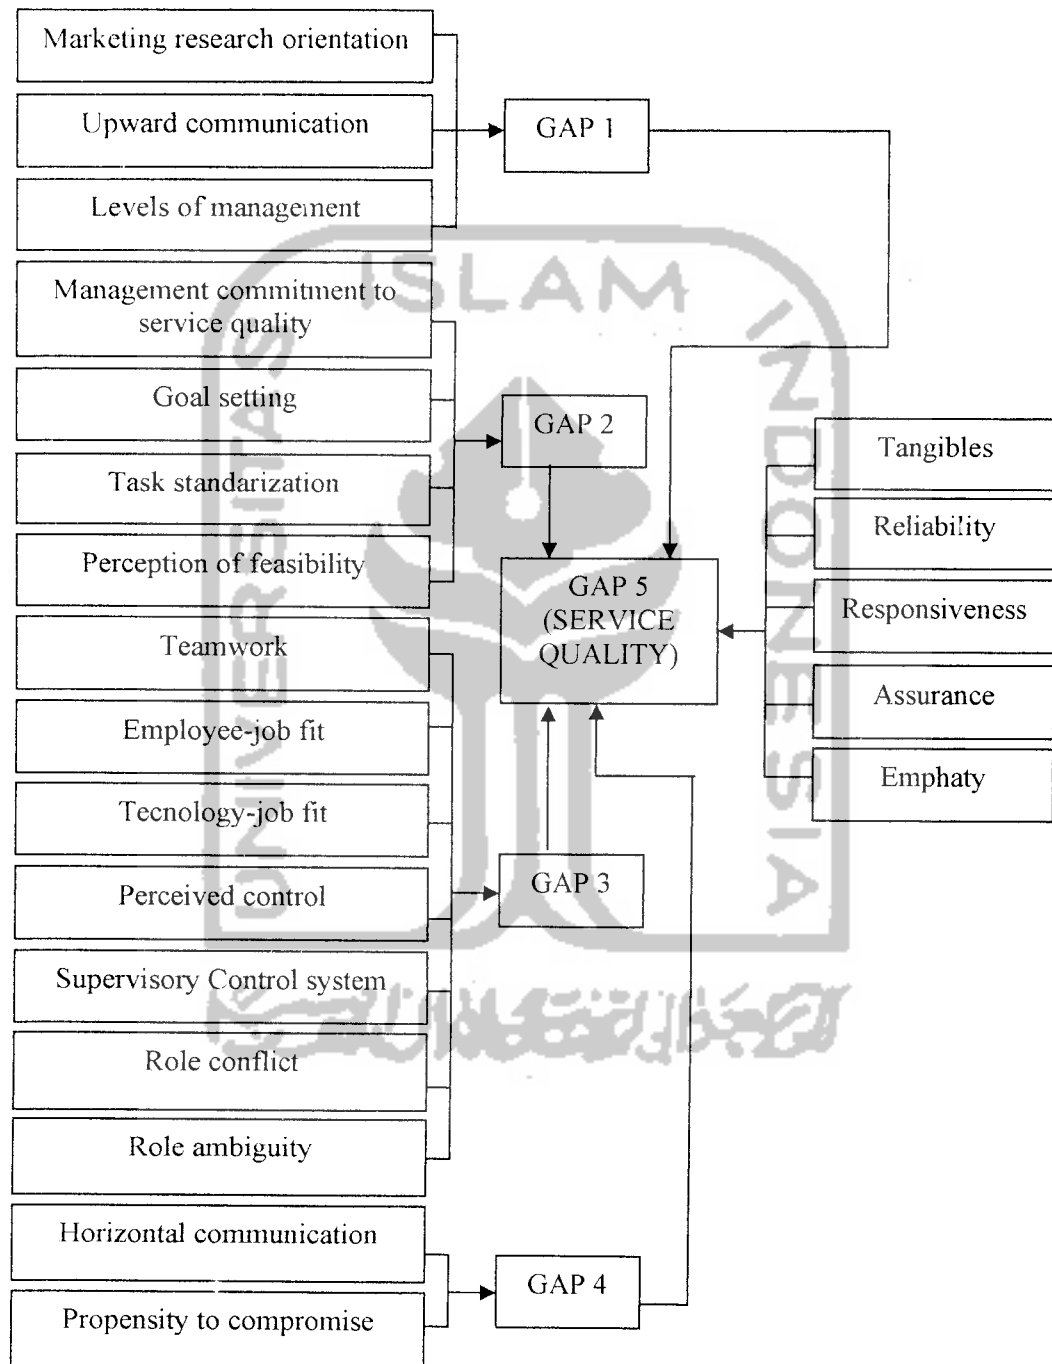 Marketing research orientation
Upward communication
GAP 1
Levels of management
Management commitment to
service quality
Goal setting
GAP 2
Task standarization
Perception of feasibility
Teamwork
Employee-job fit
Tecnology-job fit
Perceived control
GAP 3
Supervisory Control system
Role conflict
Role ambiguity
Horizontal communication
GAP 4
Propensity to compromise
GAP 5
(SERVICE
QUALITY)
Tangibles
Reliability
Responsiveness
Assurance
Emphaty
UNIVERSITAS
ISLAM
INDONESIA